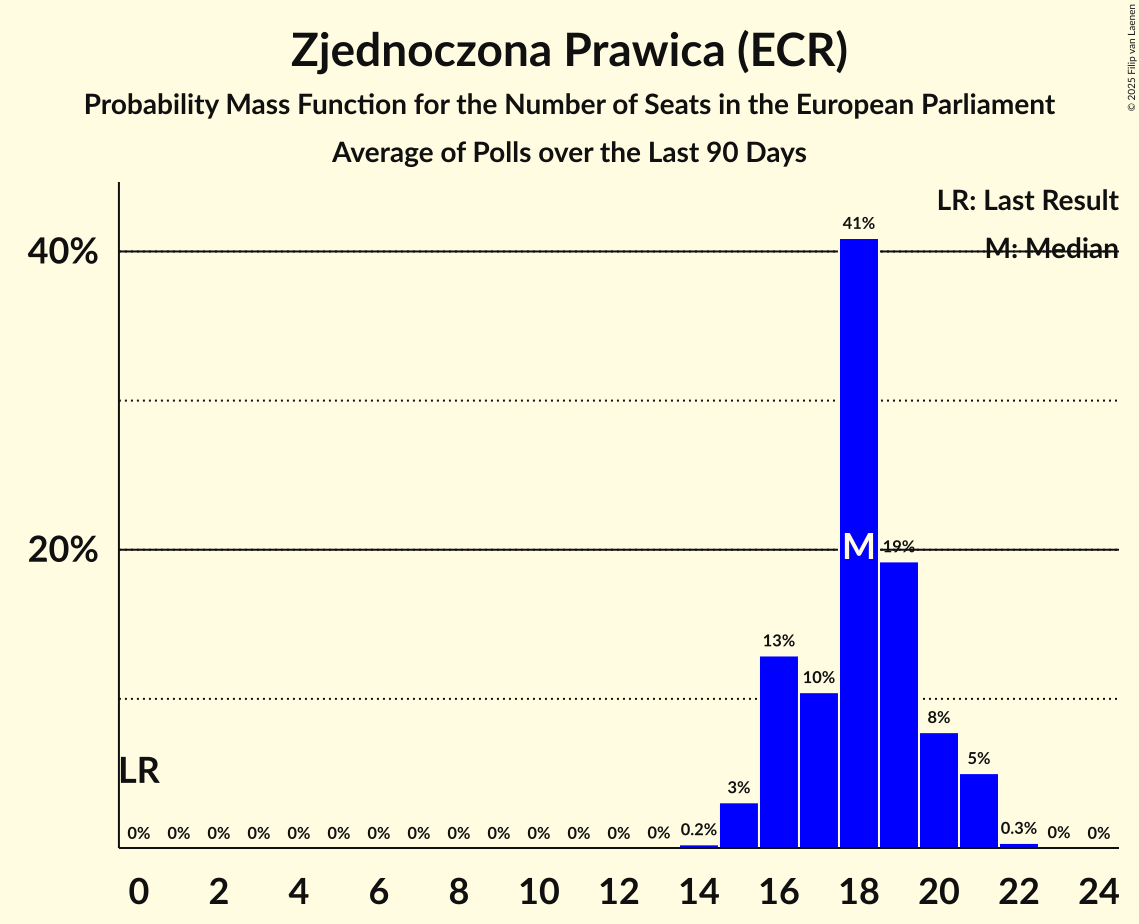 Zjednoczona Prawica (ECR)
Probability Mass Function for the Number of Seats in the European Parliament
Average of Polls over the Last 90 Days
© 2025 Filip van Laenen
LR: Last Result
M: Median
40%
20%
41%
M
19%
13%
10%
8%
5%
3%
LR
0% 0% 0% 0% 0% 0% 0% 0% 0% 0% 0% 0% 0% 0% 0.2% 0.3% 0% 0%
0 2 4 6 8 10 12 14 16 18 20 22 24